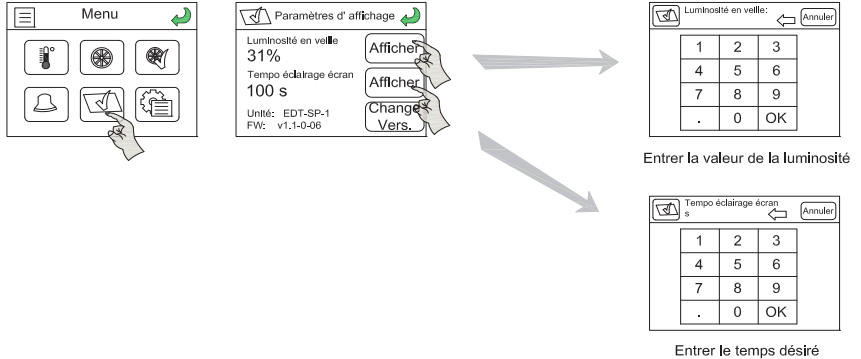 Menu
Paramètres d' affichage
Luminosité en veille
31%
Afficher
Tempo éclairage écran
100 s
Afficher
Unité: EDT-SP-1
FW: v1.1-0-06
Change
Vers.
Luminosité en veille:
Annuler
1 2 3
4 5 6
7 8 9
. 0 OK
Entrer la valeur de la luminosité
Tempo éclairage écran
s
Annuler
1 2 3
4 5 6
7 8 9
. 0 OK
Entrer le temps désiré